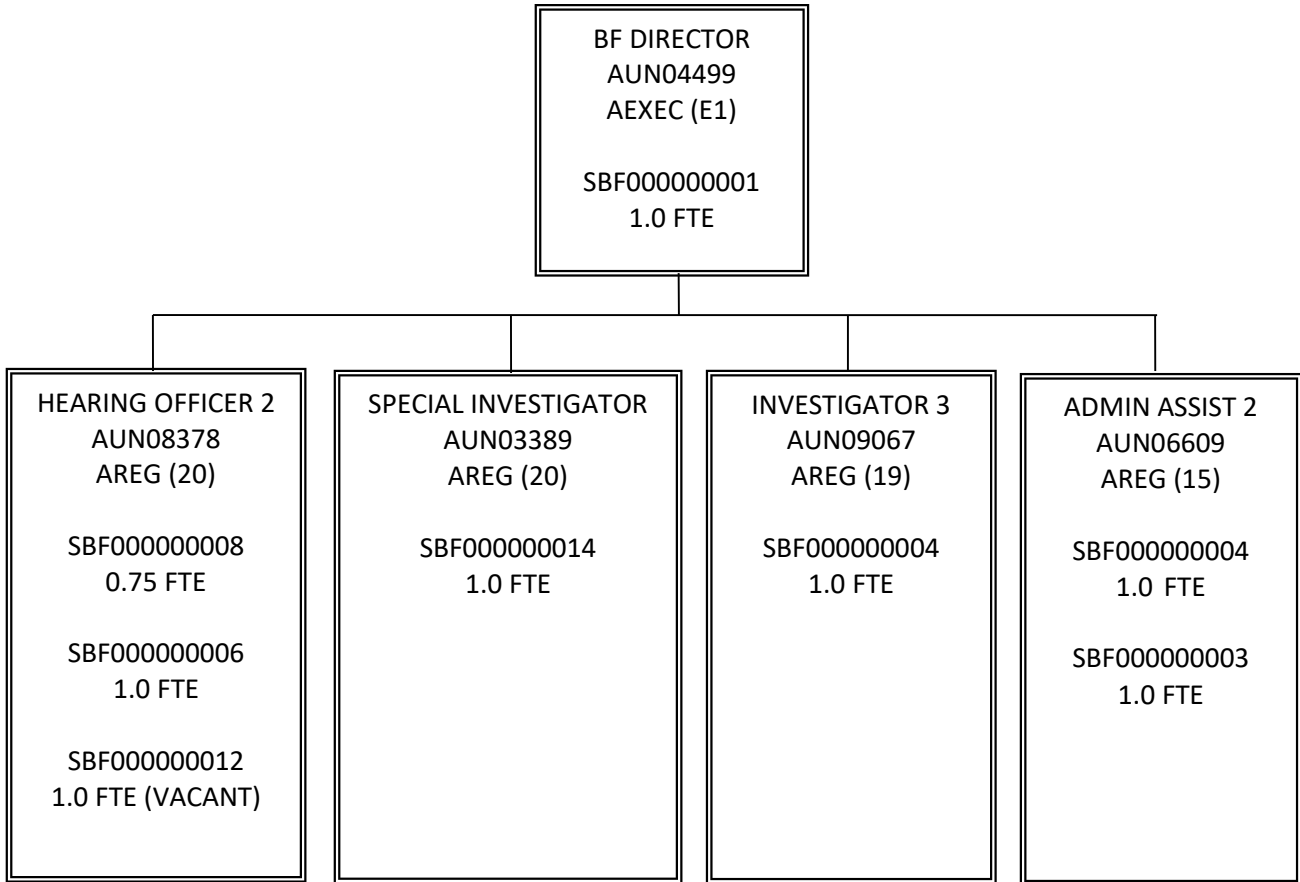 BF DIRECTOR
AUN04499
AEXEC (E1)
SBF000000001
1.0 FTE
HEARING OFFICER 2
AUN08378
AREG (20)
SBF000000008
0.75 FTE
SBF000000006
1.0 FTE
SBF000000012
1.0 FTE (VACANT)
SPECIAL INVESTIGATOR
AUN03389
AREG (20)
SBF000000014
1.0 FTE
INVESTIGATOR 3
AUN09067
AREG (19)
SBF000000004
1.0 FTE
ADMIN ASSIST 2
AUN06609
AREG (15)
SBF000000004
1.0 FTE
SBF000000003
1.0 FTE